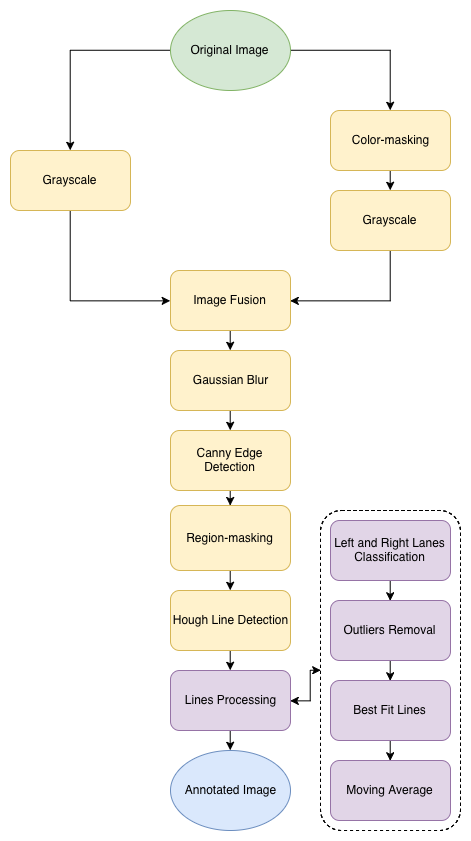 Original Image
Color-masking
Grayscale
Grayscale
Image Fusion
Gaussian Blur
Canny Edge
Detection
Region-masking
Hough Line Detection
Lines Processing
Annotated Image
Left and Right Lanes
Classification
Outliers Removal
Best Fit Lines
Moving Average